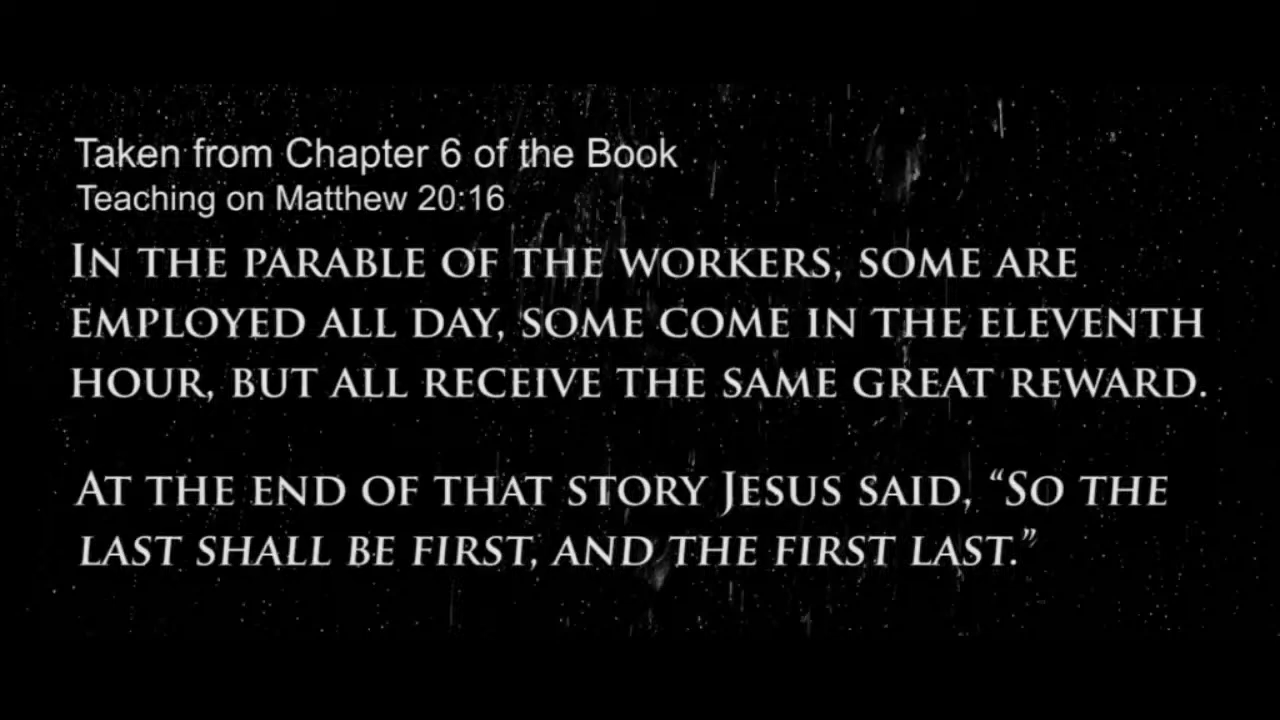 Taken from Chapter 6 of the Book
Teaching on Matthew 20:16
IN THE PARABLE OF THE WORKERS, SOME ARE
EMPLOYED ALL DAY, SOME COME IN THE ELEVENTH
HOUR, BUT ALL RECEIVE THE SAME GREAT REWARD.
AT THE END OF THAT STORY JESUS SAID, “SO THE
LAST SHALL BE FIRST, AND THE FIRST LAST.”